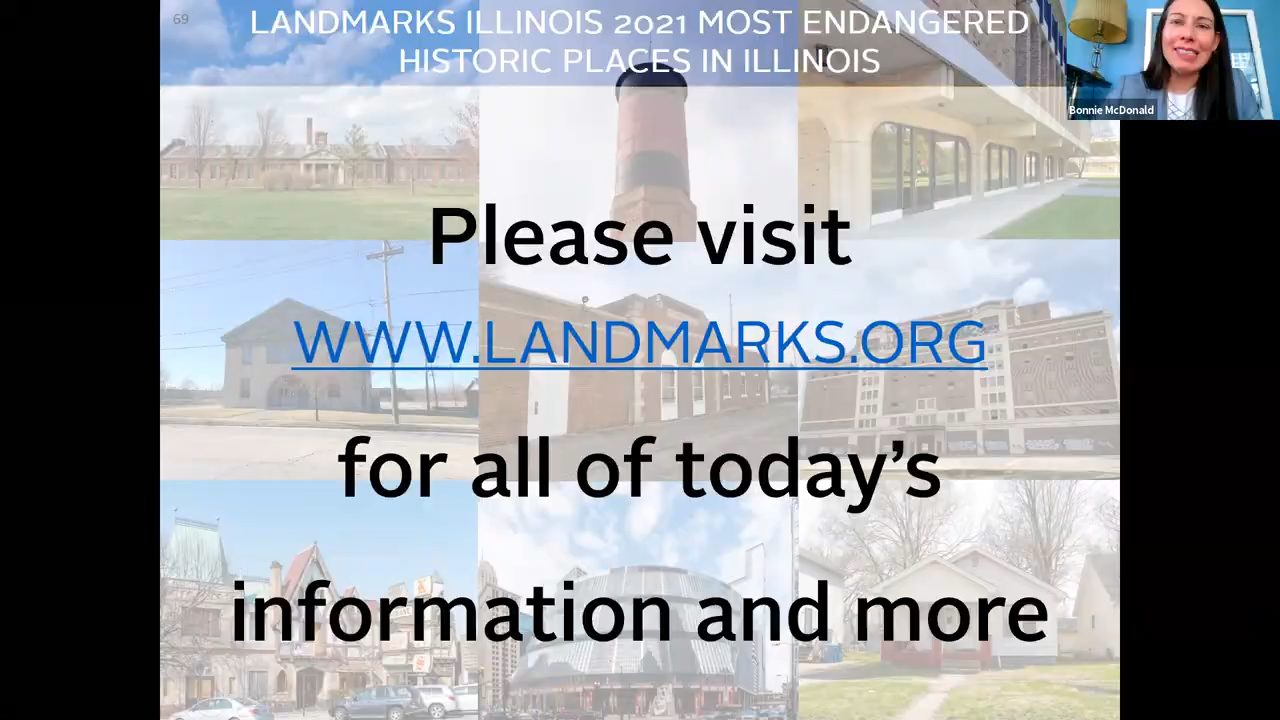 69
LANDMARKS ILLINOIS 2021 MOST ENDANGERED
HISTORIC PLACES IN ILLINOIS
Bonnie McDonald
Please visit
WWW.LANDMARKS.ORG
for all of today’s
information and more